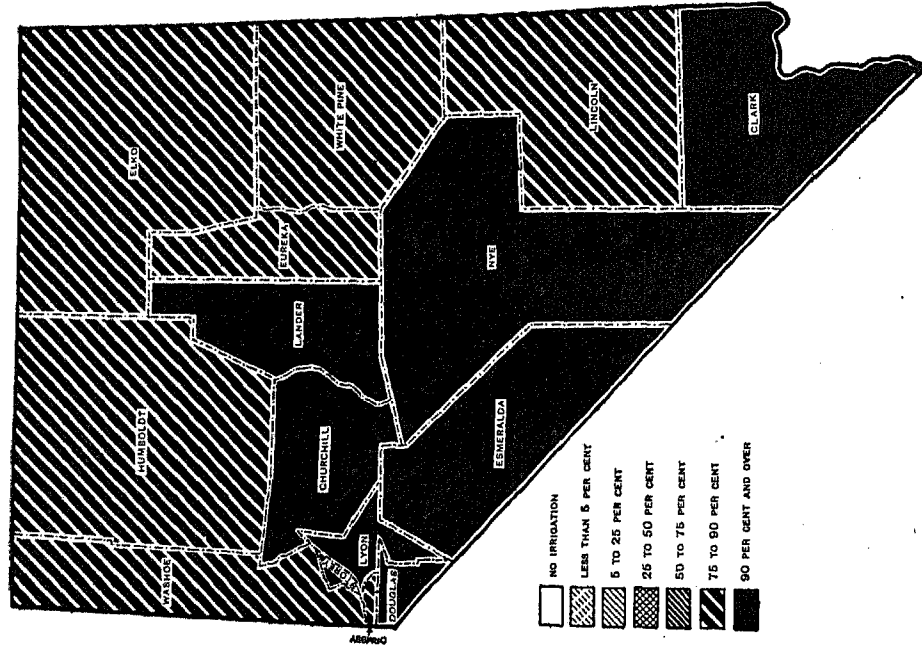 ELKO
WHITE PINE
LINCOLN
CLARK
EUREKA
NYE
LANDER
HUMBOLDT
CHURCHILL
ESMERALDA
WASHOE
STOREY
LYON
DOUGLAS
ORMSBY
NO IRRIGATION
LESS THAN 5 PER CENT
5 TO 25 PER CENT
25 TO 50 PER CENT
50 TO 75 PER CENT
75 TO 90 PER CENT
90 PER CENT AND OVER